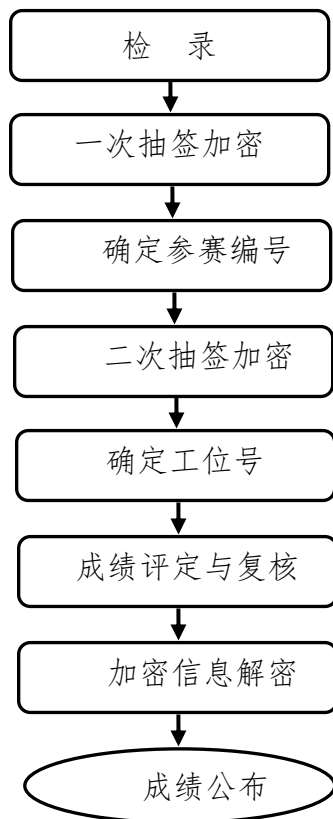 检 录
一次抽签加密
确定参赛编号
二次抽签加密
确定工位号
成绩评定与复核
加密信息解密
成绩公布